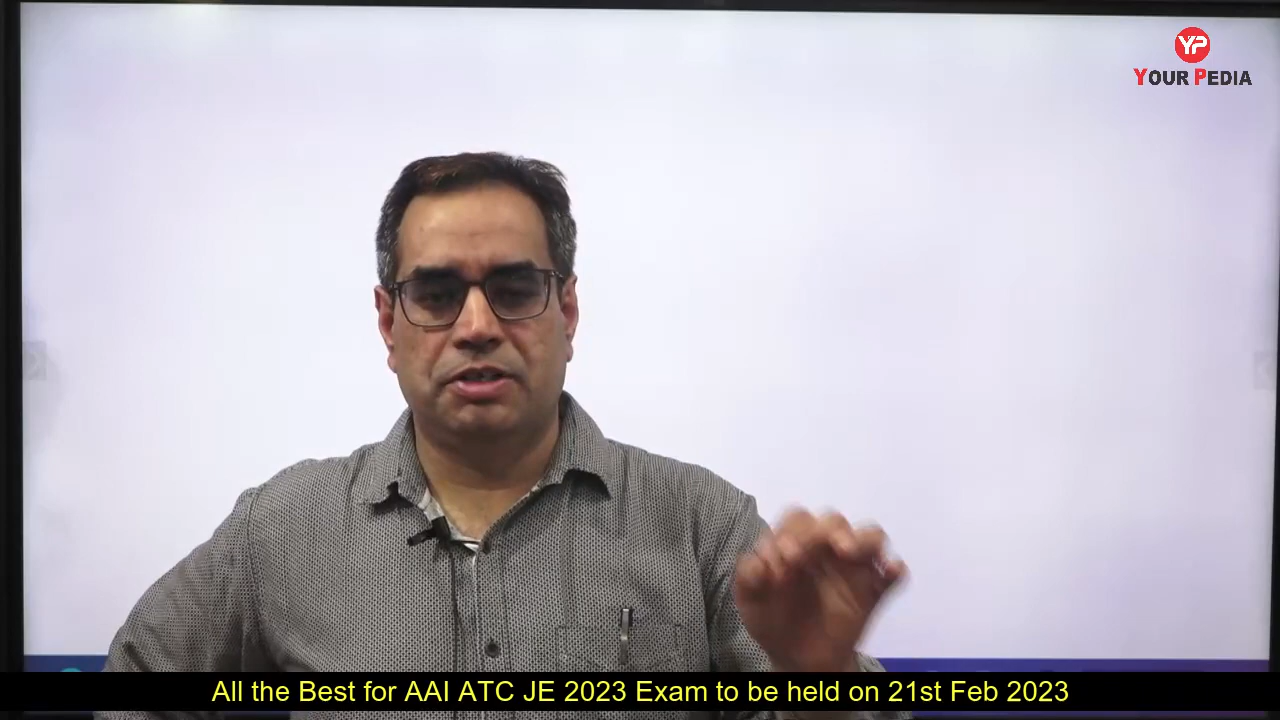 YP
YOUR PEDIA
All the Best for AAI ATC JE 2023 Exam to be held on 21st Feb 2023